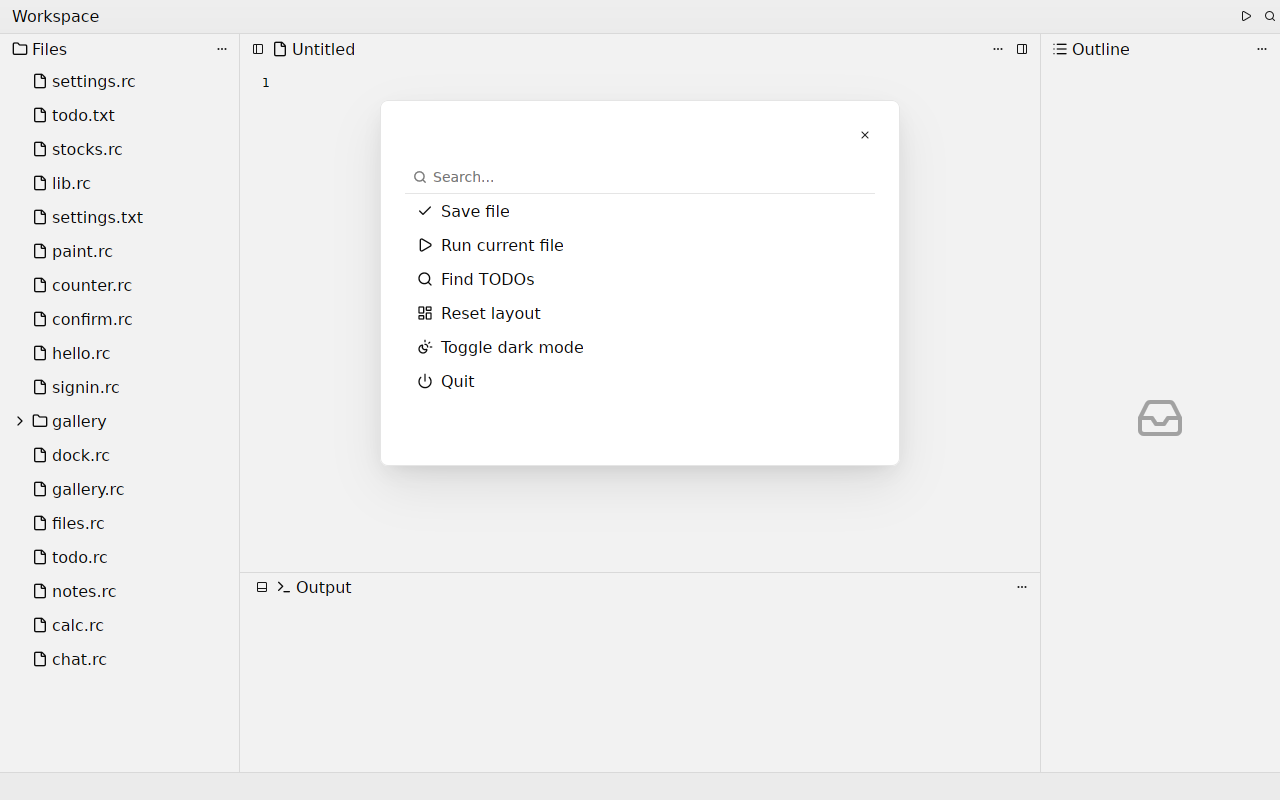 Workspace
Files
settings.rc
todo.txt
stocks.rc
lib.rc
settings.txt
paint.rc
counter.rc
confirm.rc
hello.rc
signin.rc
gallery
dock.rc
gallery.rc
files.rc
todo.rc
notes.rc
calc.rc
chat.rc
Untitled
1
Search...
Save file
Run current file
Find TODOs
Reset layout
Toggle dark mode
Quit
Output
Outline